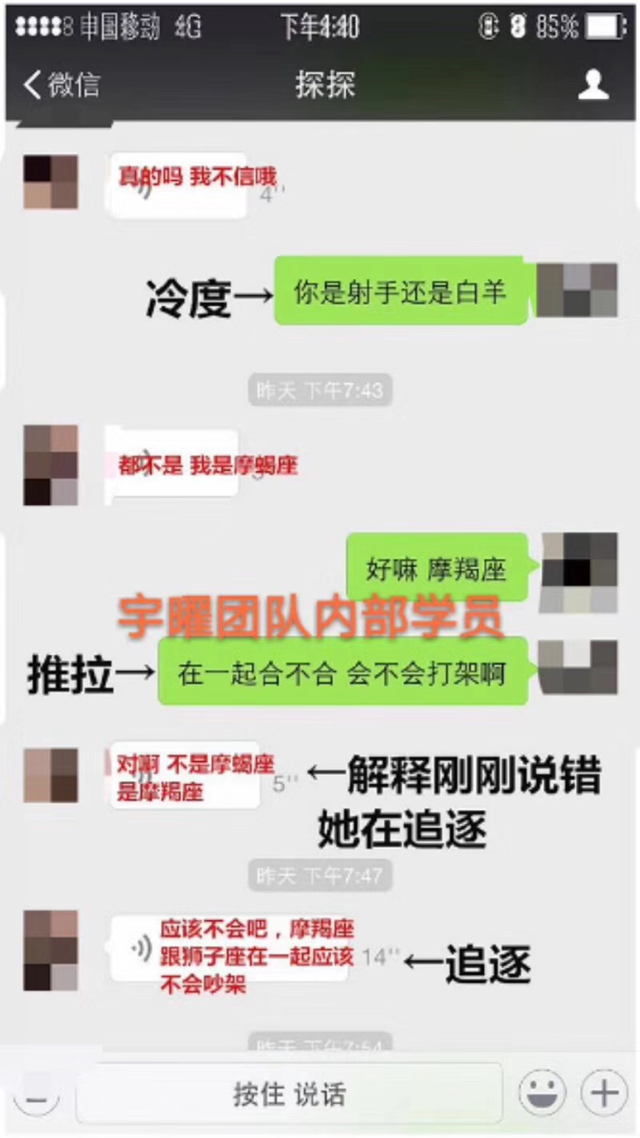 中国移动 4G 下午4:40 85%
微信 探探
真的吗 我不信哦
4''
冷度→ 你是射手还是白羊
昨天 下午7:43
都不是 我是摩蝎座
好嘛 摩羯座
宇曜团队内部学员
推拉→ 在一起合不合 会不会打架啊
对啊 不是摩蝎座
是摩羯座
5'' ←解释刚刚说错
她在追逐
昨天 下午7:47
应该不会吧，摩羯座
跟狮子座在一起应该
不会吵架
14'' ←追逐
昨天 下午7:54
按住 说话